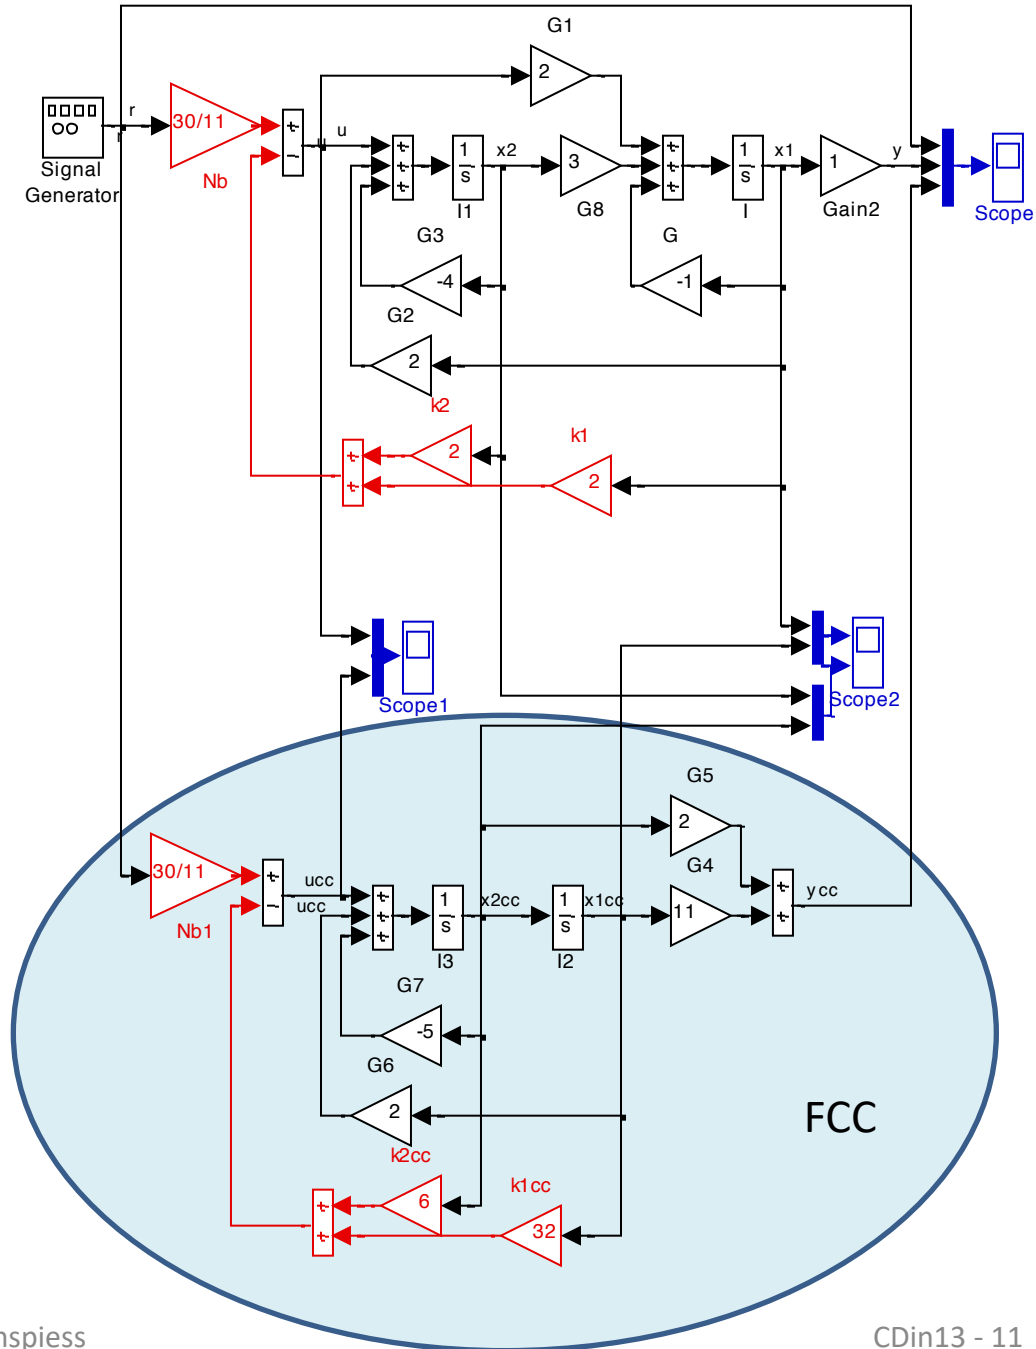 G1
2
r
r
30/11
Nb
Signal
Generator
+
−
u
u
+
+
+
1
s
I1
x2
3
G8
+
+
+
1
s
I
x1
1
Gain2
y
Scope
G3
-4
G
-1
G2
2
k2
2
k1
2
+
+
Scope1
Scope2
G5
2
G4
11
30/11
Nb1
+
−
ucc
ucc
+
+
+
1
s
I3
x2cc
1
s
I2
x1cc
+
+
ycc
G7
-5
G6
2
k2cc
6
k1cc
32
+
+
FCC
nspiess
CDin13 - 11